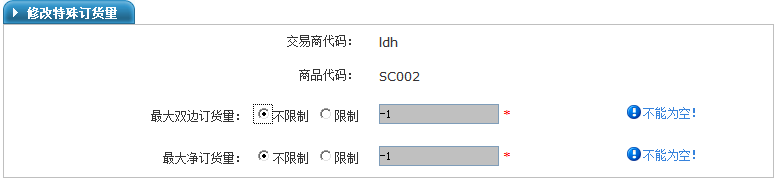 修改特殊订货量
交易商代码： ldh
商品代码： SC002
最大双边订货量： 不限制 限制 -1 * 不能为空!
最大净订货量： 不限制 限制 -1 * 不能为空!